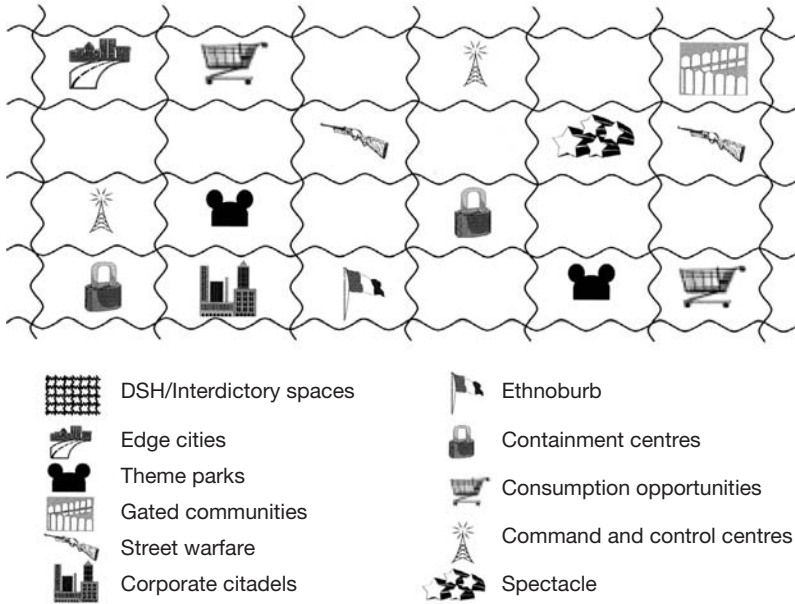 DSH/Interdictory spaces
Edge cities
Theme parks
Gated communities
Street warfare
Corporate citadels
Ethnoburb
Containment centres
Consumption opportunities
Command and control centres
Spectacle